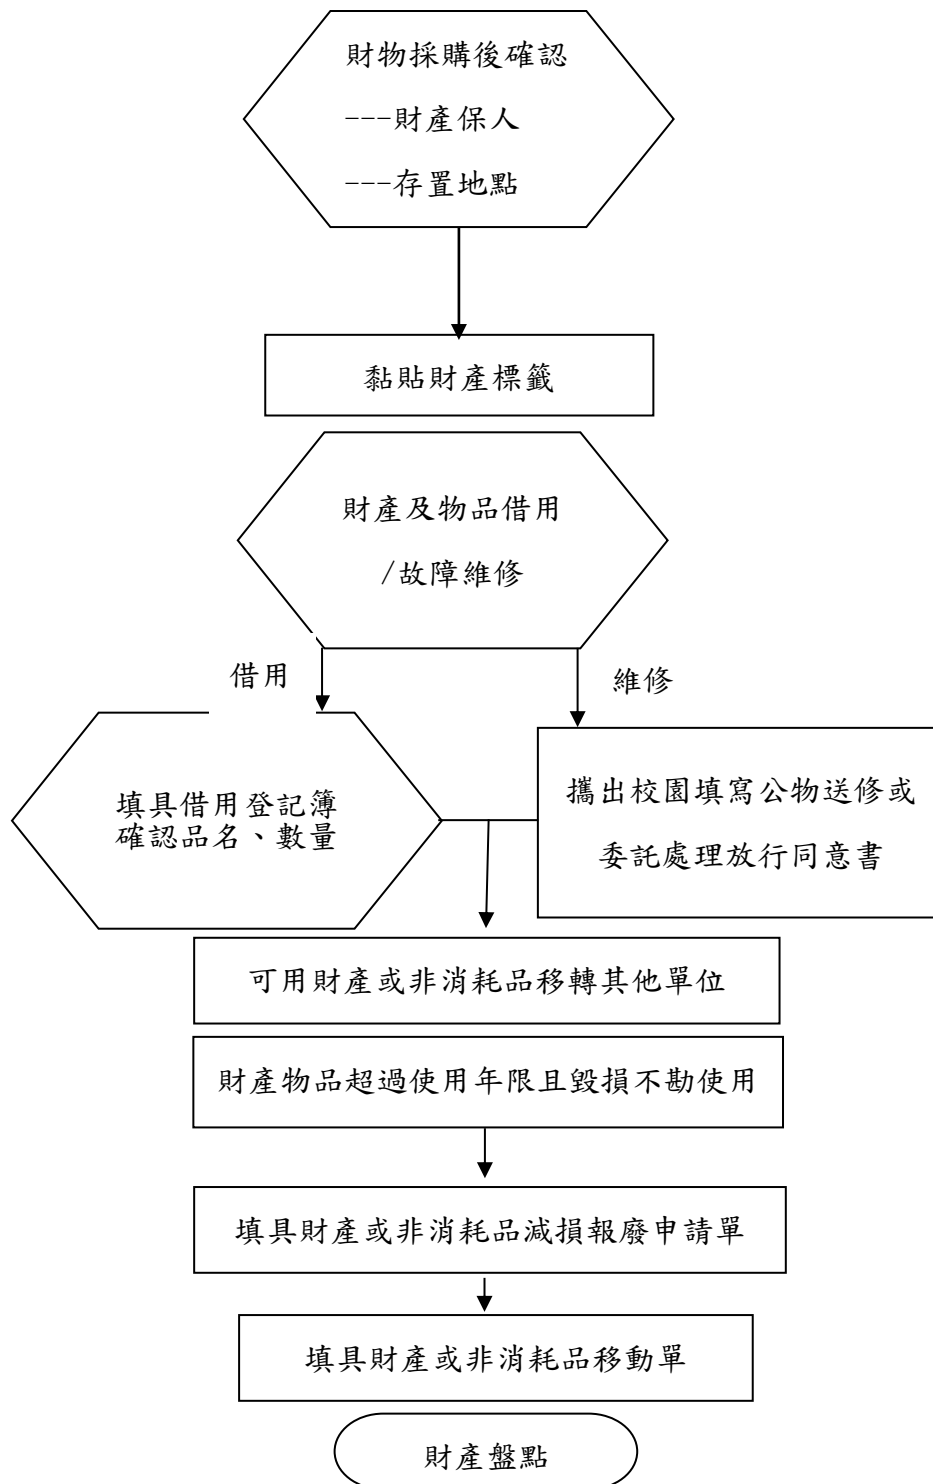 財物採購後確認
---財產保人
---存置地點
黏貼財產標籤
財產及物品借用
/故障維修
借用
維修
填具借用登記簿
確認品名、數量
攜出校園填寫公物送修或
委託處理放行同意書
可用財產或非消耗品移轉其他單位
財產物品超過使用年限且毀損不勘使用
填具財產或非消耗品減損報廢申請單
填具財產或非消耗品移動單
財產盤點